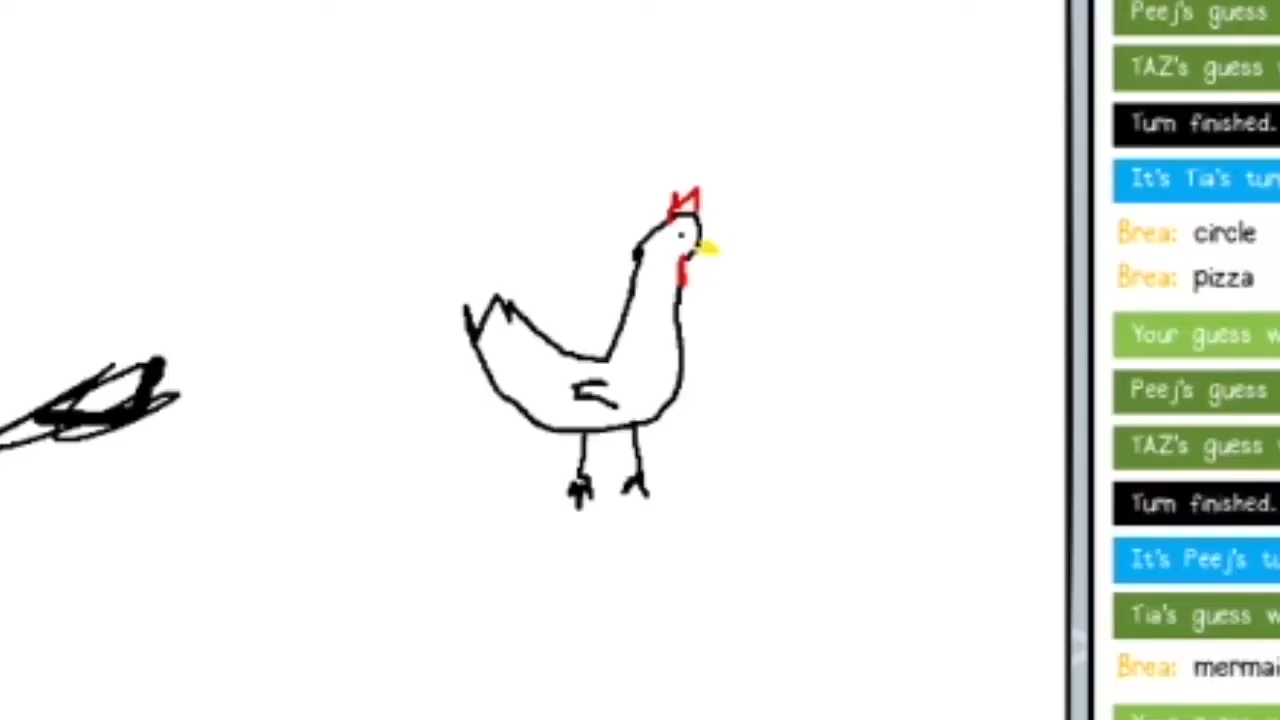 Peej's guess
TAZ's guess
Turn finished.
It's Tia's
Brea: circle
Brea: pizza
Your guess
Peej's guess
TAZ's guess
Turn finished.
It's Peej's
Tia's guess
Brea: